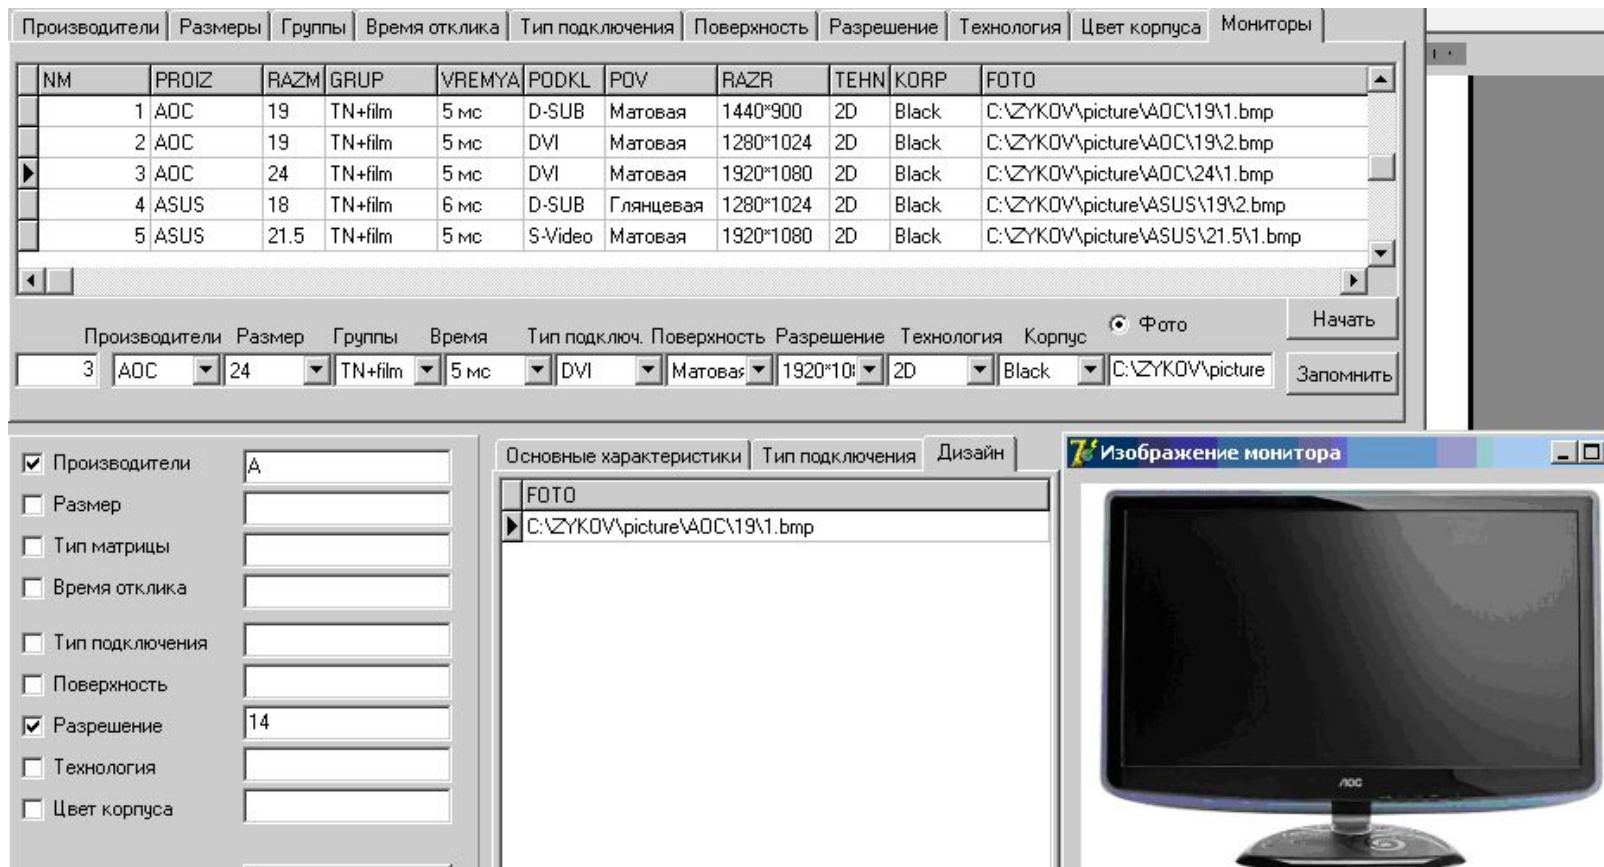 Производители Размеры Группы Время отклика Тип подключения Поверхность Разрешение Технология Цвет корпуса Мониторы
NM PROIZ RAZM GRUP VREMYA PODKL POV RAZR TEHN KORP FOTO
1 AOC 19 TN+film 5 мс D-SUB Матовая 1440*900 2D Black C:\ZYKOV\picture\AOC\19\1.bmp
2 AOC 19 TN+film 5 мс DVI Матовая 1280*1024 2D Black C:\ZYKOV\picture\AOC\19\2.bmp
3 AOC 24 TN+film 5 мс DVI Матовая 1920*1080 2D Black C:\ZYKOV\picture\AOC\24\1.bmp
4 ASUS 18 TN+film 6 мс D-SUB Глянцевая 1280*1024 2D Black C:\ZYKOV\picture\ASUS\19\2.bmp
5 ASUS 21.5 TN+film 5 мс S-Video Матовая 1920*1080 2D Black C:\ZYKOV\picture\ASUS\21.5\1.bmp
Производители Размер Группы Время Тип подключ. Поверхность Разрешение Технология Корпус Фото Начать
3 AOC 24 TN+film 5 мс DVI Матовая 1920*10 2D Black C:\ZYKOV\picture Запомнить
Производители A
Размер
Тип матрицы
Время отклика
Тип подключения
Поверхность
Разрешение 14
Технология
Цвет корпуса
Основные характеристики Тип подключения Дизайн
FOTO
C:\ZYKOV\picture\AOC\19\1.bmp
Изображение монитора
AOC